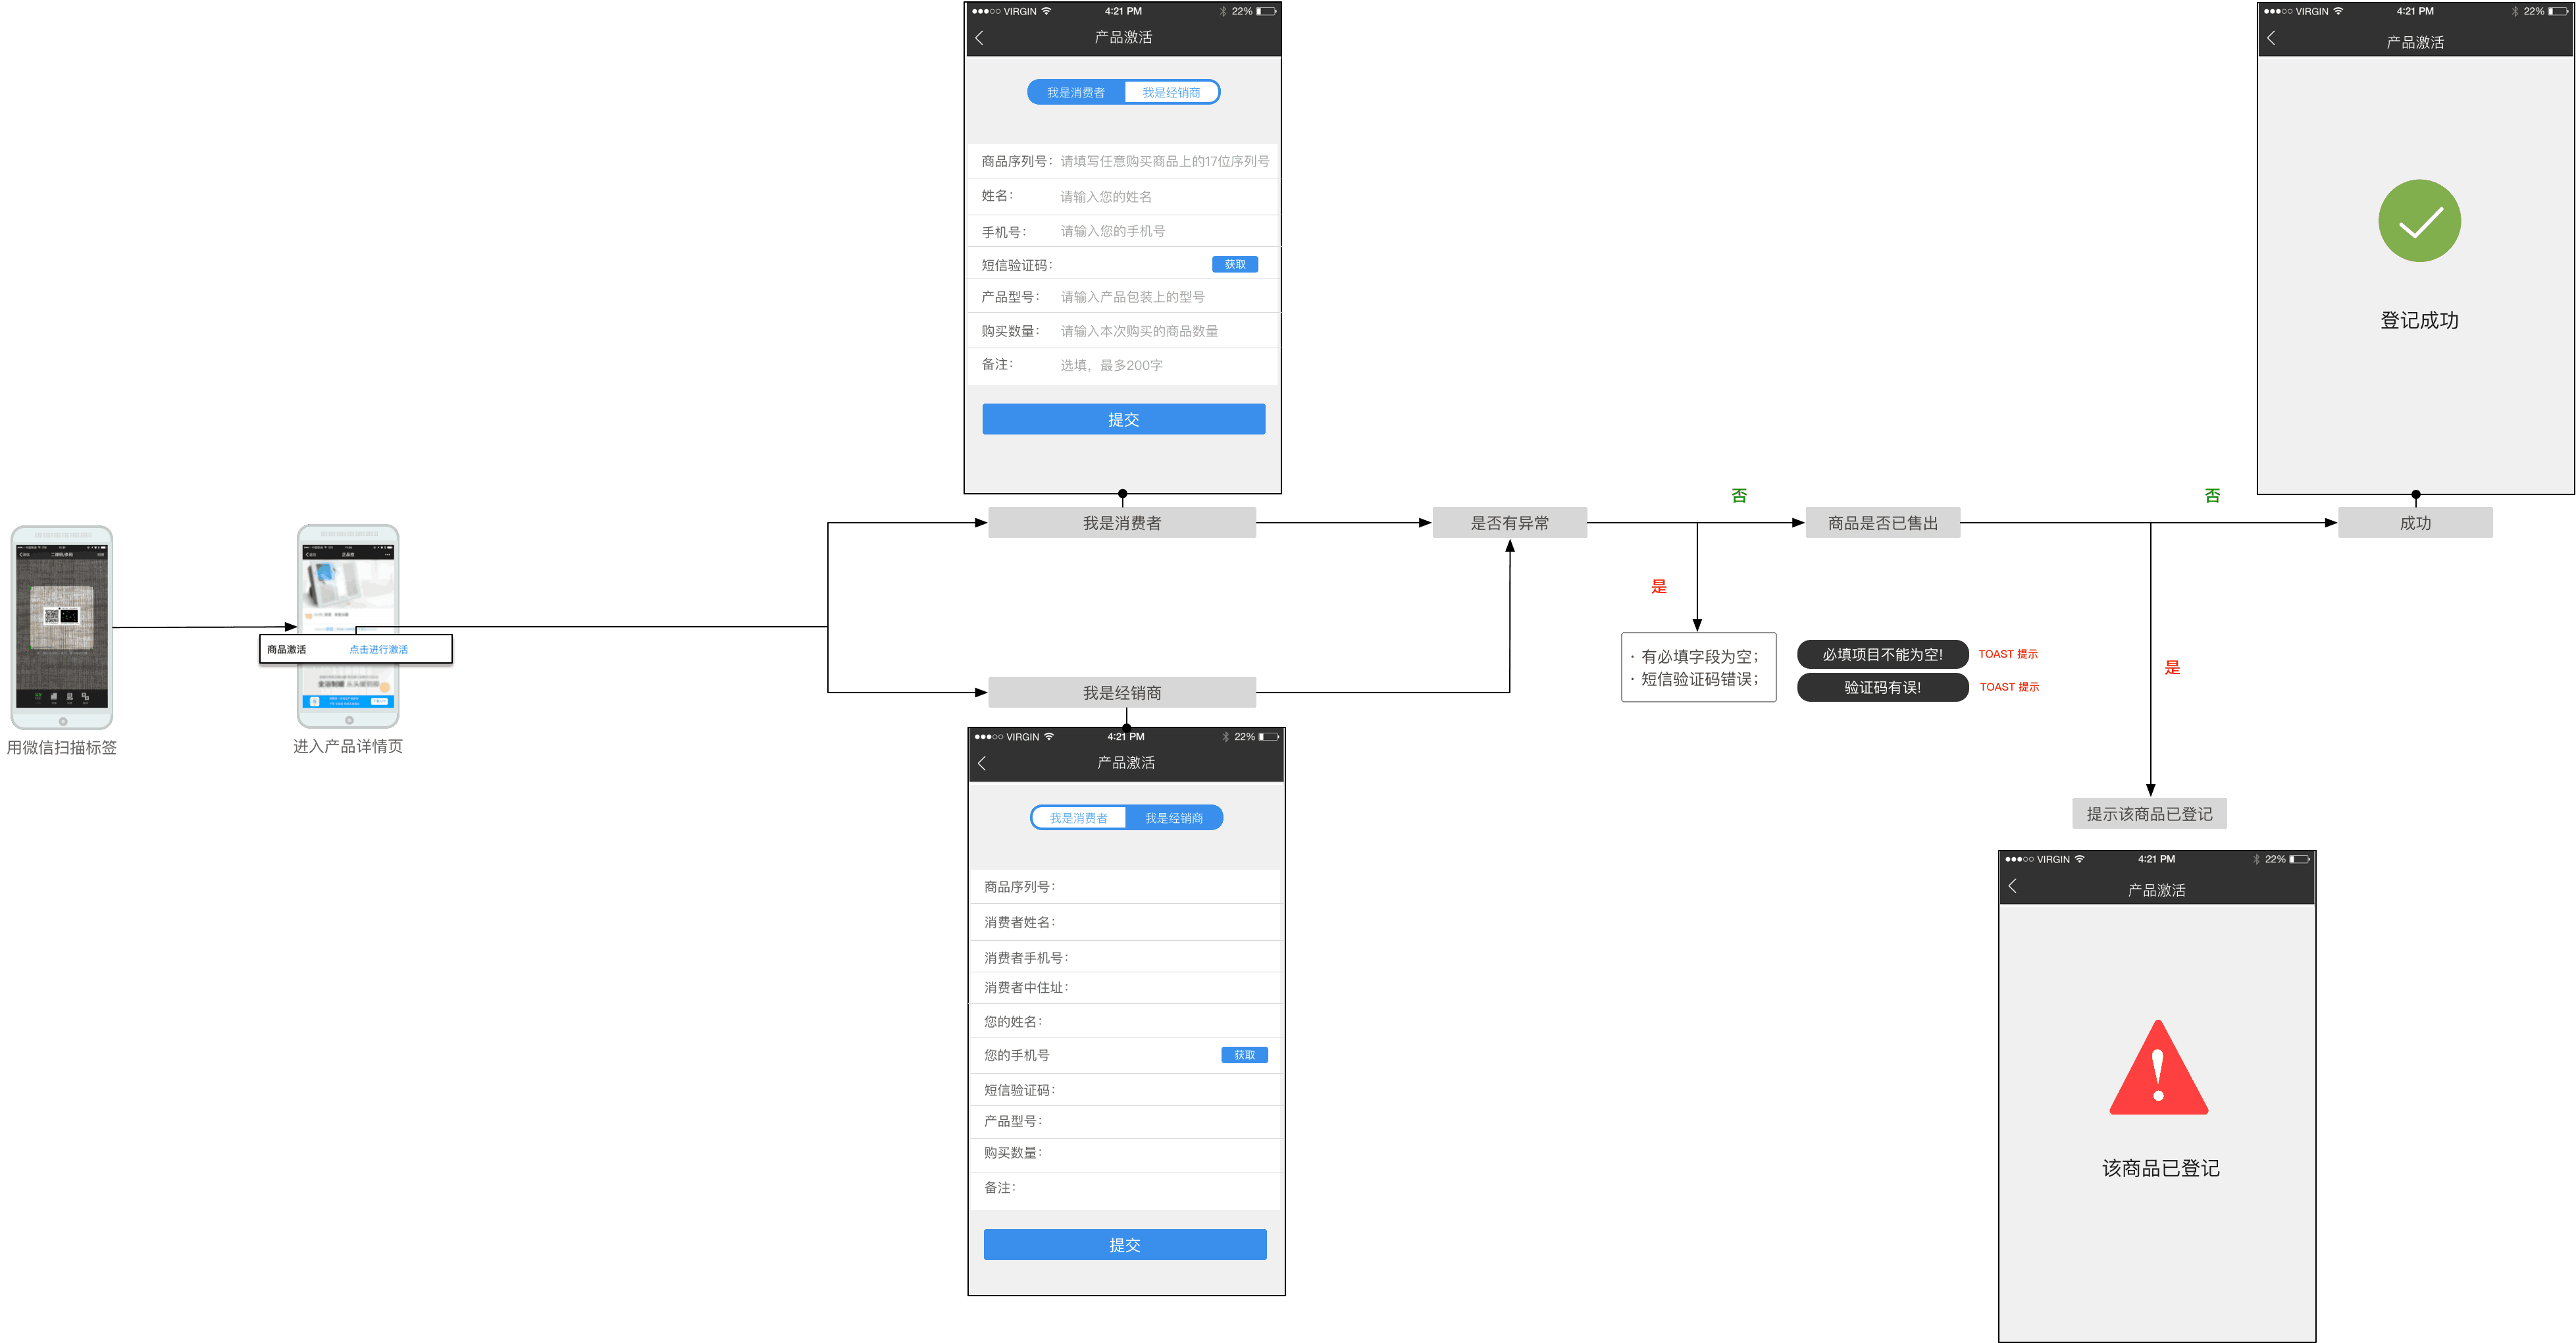 ●●●○○ VIRGIN 4:21 PM 22%
产品激活
我是消费者 我是经销商
商品序列号： 请填写任意购买商品上的17位序列号
姓名： 请输入您的姓名
手机号： 请输入您的手机号
短信验证码： 获取
产品型号： 请输入产品包装上的型号
购买数量： 请输入本次购买的商品数量
备注： 选填，最多200字
提交
●●●○○ VIRGIN 4:21 PM 22%
产品激活
登记成功
用微信扫描标签
商品激活 点击进行激活
进入产品详情页
我是消费者
我是经销商
是否有异常
否
是
商品是否已售出
否
是
成功
· 有必填字段为空；
· 短信验证码错误；
必填项目不能为空! TOAST 提示
验证码有误! TOAST 提示
提示该商品已登记
●●●○○ VIRGIN 4:21 PM 22%
产品激活
我是消费者 我是经销商
商品序列号：
消费者姓名：
消费者手机号：
消费者中住址：
您的姓名：
您的手机号 获取
短信验证码：
产品型号：
购买数量：
备注：
提交
●●●○○ VIRGIN 4:21 PM 22%
产品激活
该商品已登记